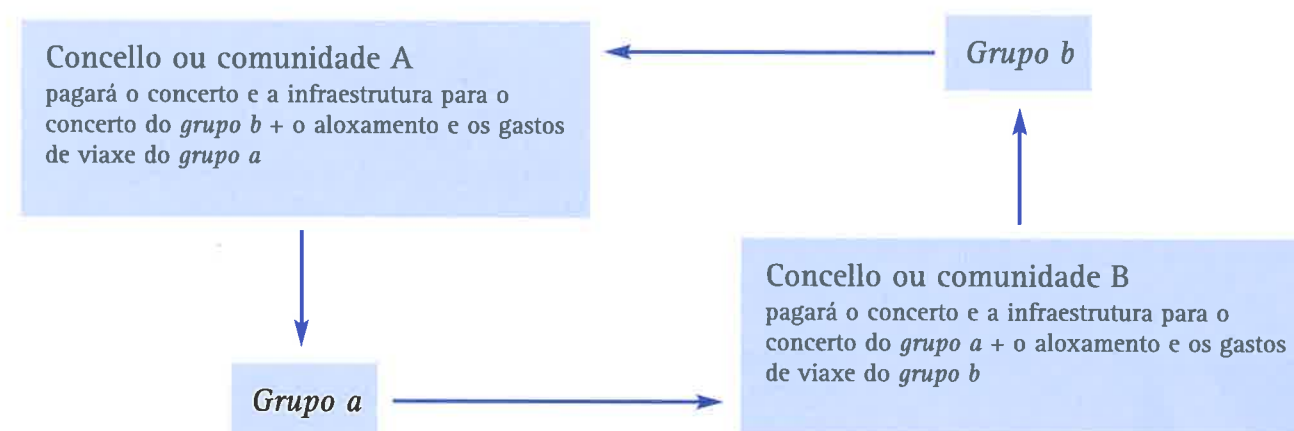 Concello ou comunidade A
pagará o concerto e a infraestrutura para o
concerto do grupo b + o aloxamento e os gastos
de viaxe do grupo a
Grupo b
Concello ou comunidade B
pagará o concerto e a infraestrutura para o
concerto do grupo a + o aloxamento e os gastos
de viaxe do grupo b
Grupo a